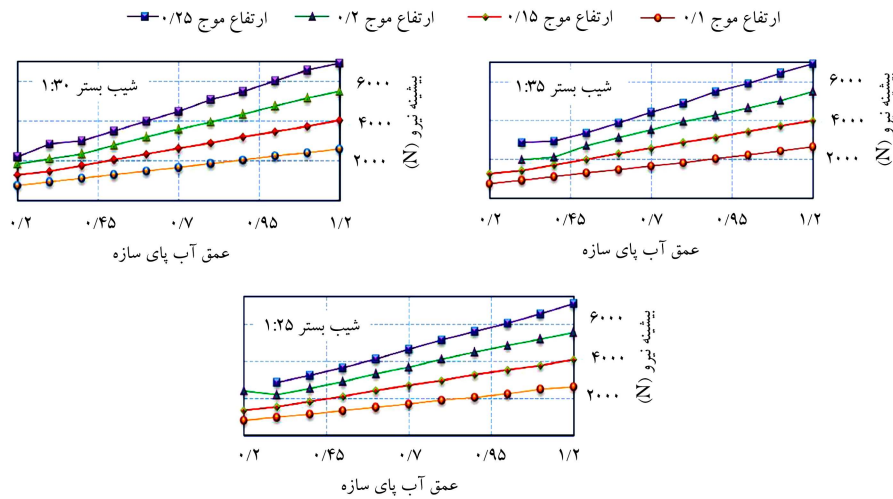 ارتفاع موج ۰/۱
ارتفاع موج ۰/۱۵
ارتفاع موج ۰/۲
ارتفاع موج ۰/۲۵
شیب بستر ۱:۳۵
۶۰۰۰
۴۰۰۰
۲۰۰۰
بیشینه نیرو (N)
۰/۲
۰/۴۵
۰/۷
۰/۹۵
۱/۲
عمق آب پای سازه
شیب بستر ۱:۳۰
۶۰۰۰
۴۰۰۰
۲۰۰۰
بیشینه نیرو (N)
۰/۲
۰/۴۵
۰/۷
۰/۹۵
۱/۲
عمق آب پای سازه
شیب بستر ۱:۲۵
۶۰۰۰
۴۰۰۰
۲۰۰۰
بیشینه نیرو (N)
۰/۲
۰/۴۵
۰/۷
۰/۹۵
۱/۲
عمق آب پای سازه